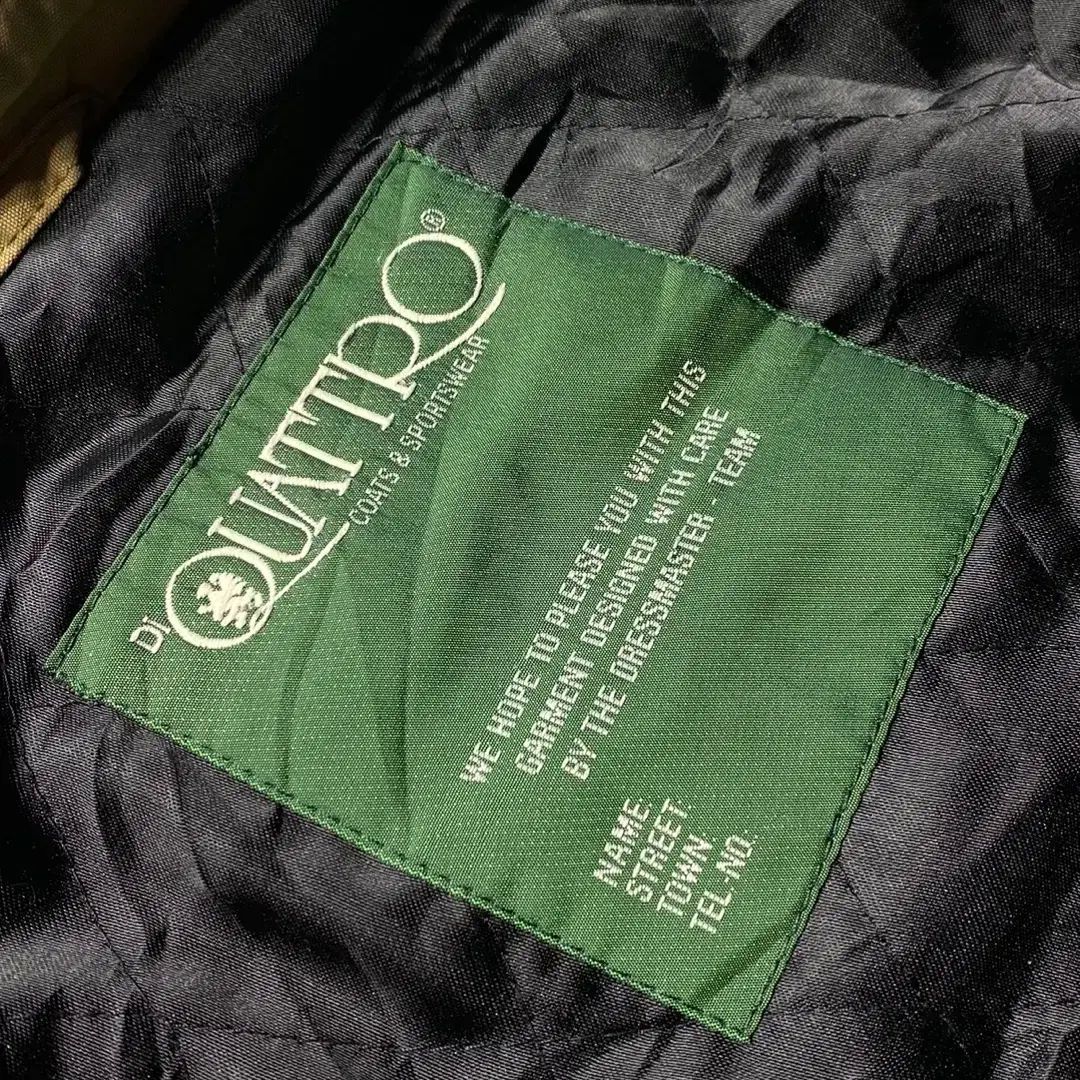 DI QUATTRO®
COATS & SPORTSWEAR
WE HOPE TO PLEASE YOU WITH THIS
GARMENT DESIGNED WITH CARE
BY THE DRESSMASTER - TEAM
NAME:
STREET:
TOWN:
TEL.-NO.: